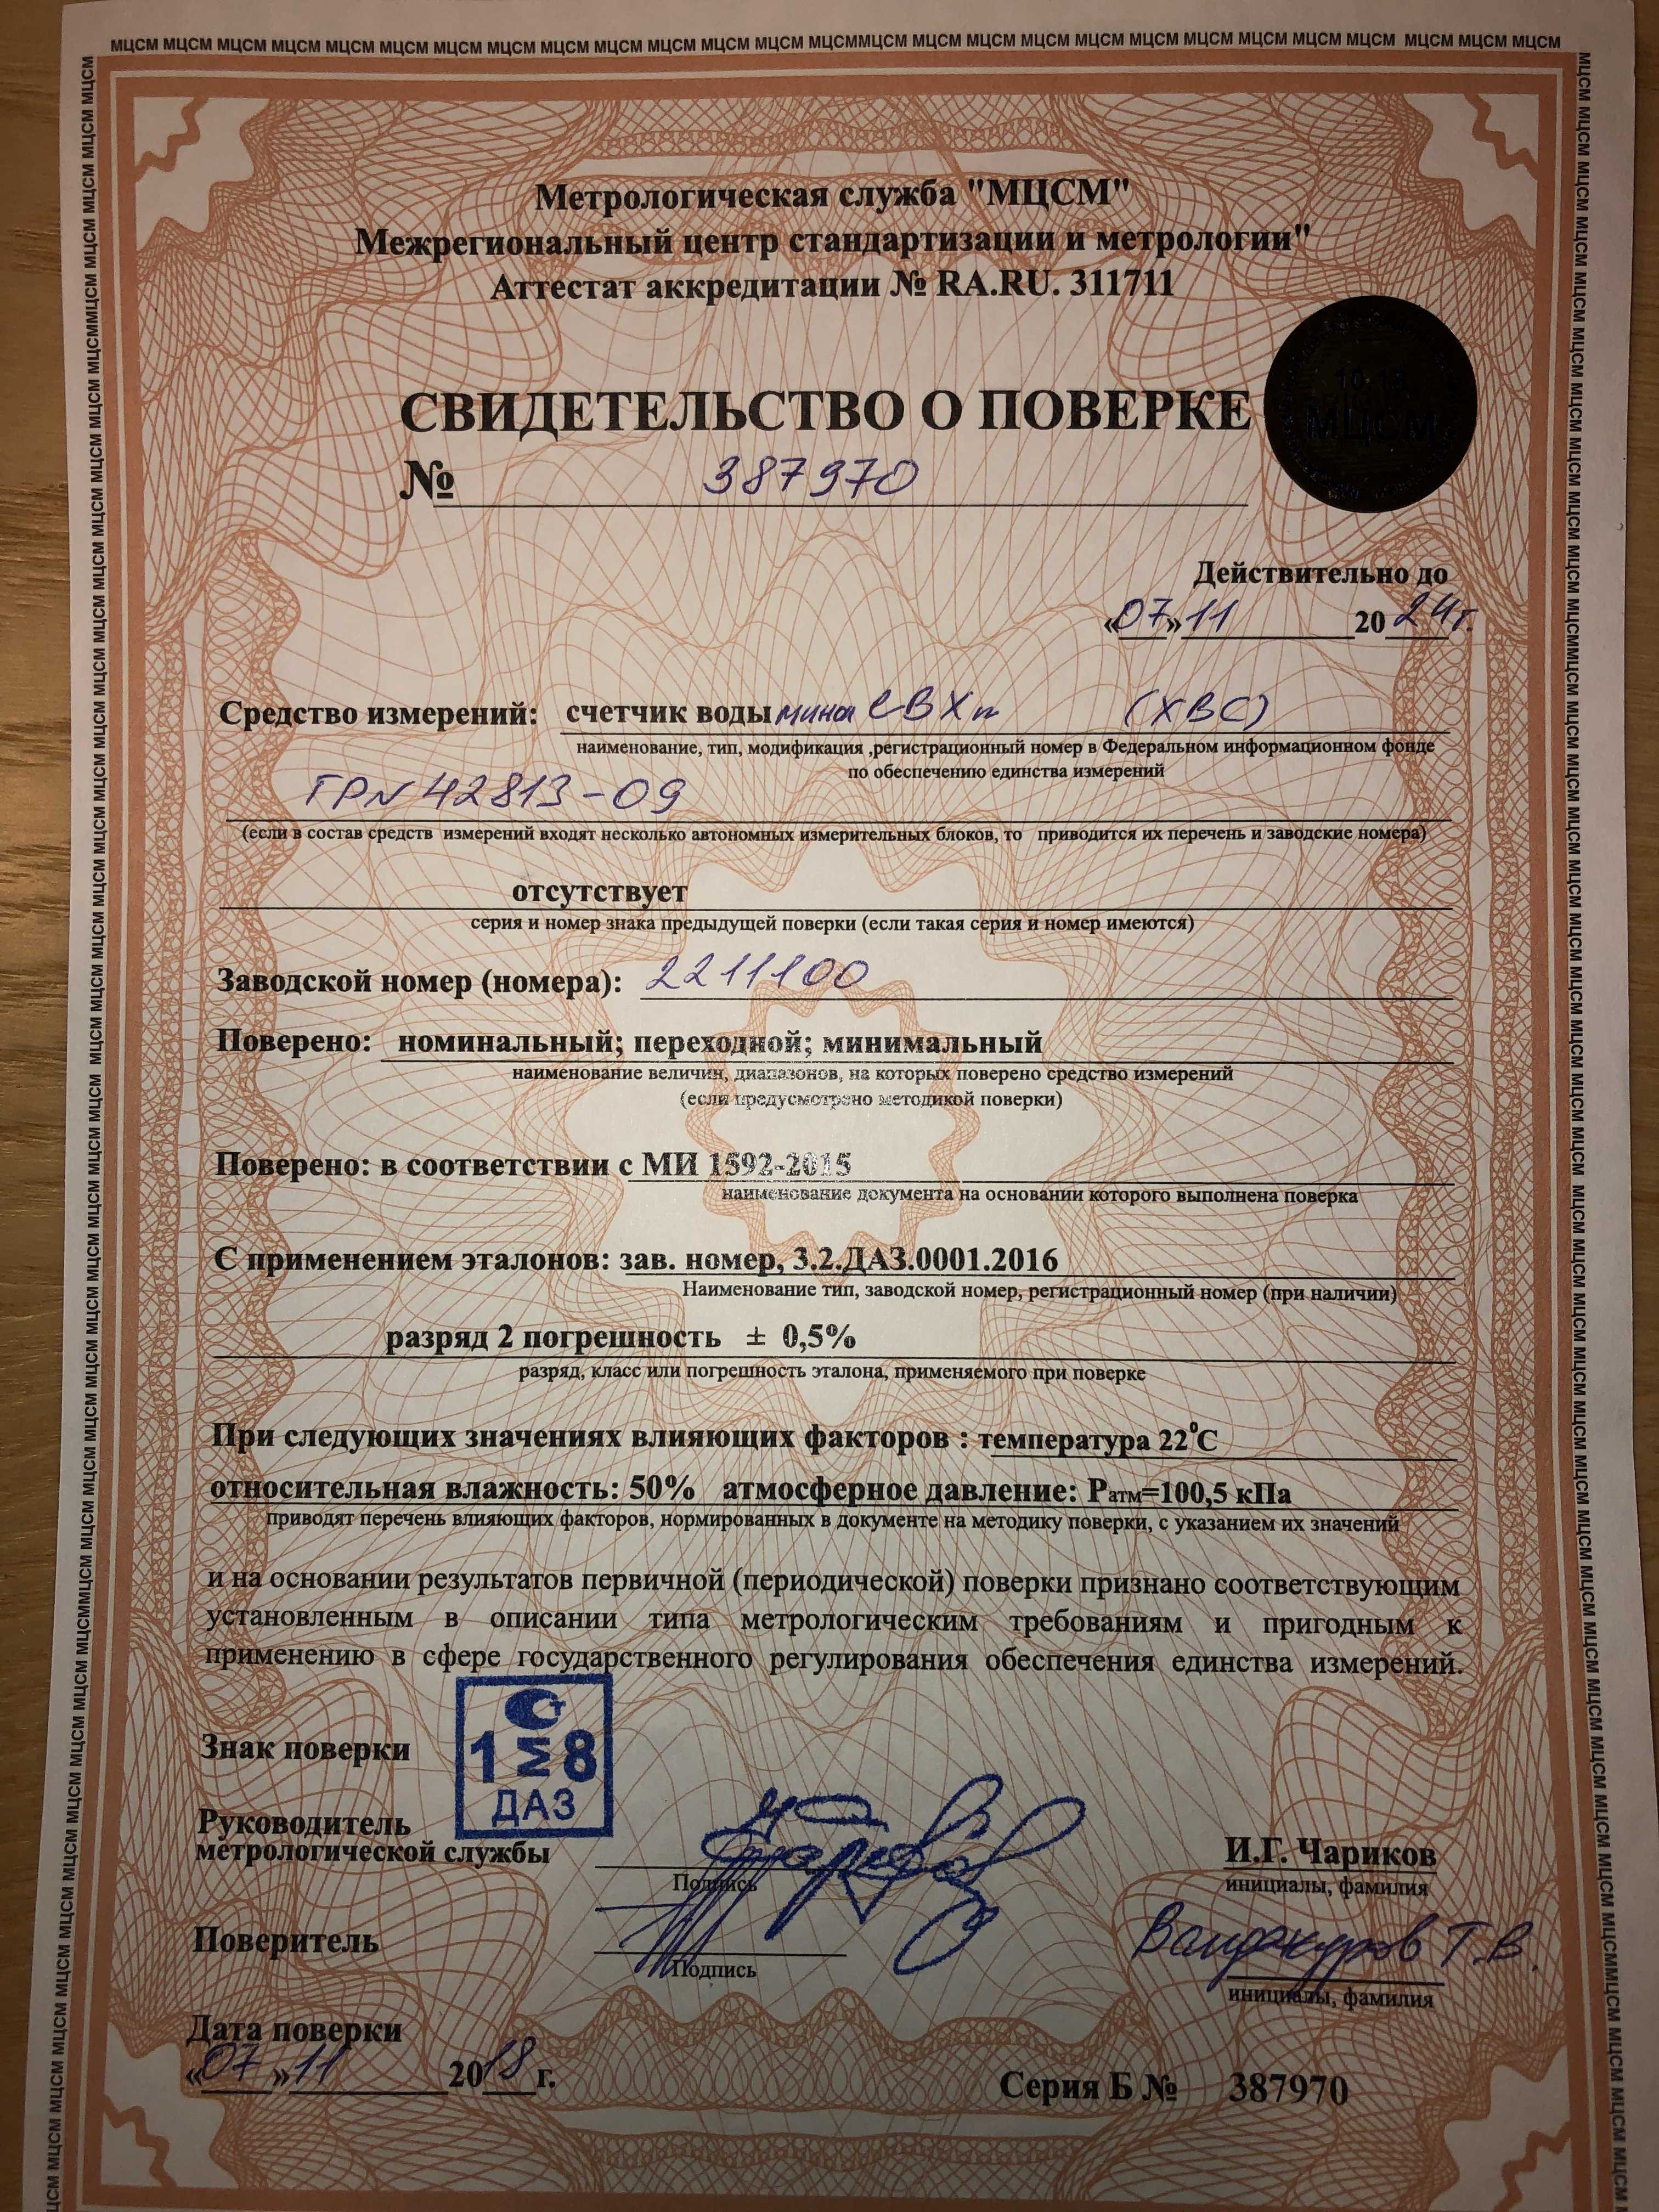 МЦСМ МЦСМ МЦСМ МЦСМ МЦСМ МЦСМ МЦСМ МЦСМ МЦСМ МЦСМ МЦСМ МЦСМ МЦСМ МЦСММЦСМ МЦСМ МЦСМ МЦСМ МЦСМ МЦСМ МЦСМ МЦСМ МЦСМ МЦСМ МЦСМ МЦСМ МЦСМ
Метрологическая служба "МЦСМ"
Межрегиональный центр стандартизации и метрологии"
Аттестат аккредитации № RA.RU. 311711
СВИДЕТЕЛЬСТВО О ПОВЕРКЕ
МЦСМ
№ 387970
Действительно до
«07» 11 2024г.
Средство измерений: счетчик воды типа СВХ (ХВС)
наименование, тип, модификация ,регистрационный номер в Федеральном информационном фонде
по обеспечению единства измерений
ГРN 42813-09
(если в состав средств измерений входят несколько автономных измерительных блоков, то приводится их перечень и заводские номера)
отсутствует
серия и номер знака предыдущей поверки (если такая серия и номер имеются)
Заводской номер (номера): 2211100
Поверено: номинальный; переходной; минимальный
наименование величин, диапазонов, на которых поверено средство измерений
(если предусмотрено методикой поверки)
Поверено: в соответствии с МИ 1592-2015
наименование документа на основании которого выполнена поверка
С применением эталонов: зав. номер, 3.2.ДАЗ.0001.2016
Наименование тип, заводской номер, регистрационный номер (при наличии)
разряд 2 погрешность ± 0,5%
разряд, класс или погрешность эталона, применяемого при поверке
При следующих значениях влияющих факторов : температура 22°С
относительная влажность: 50% атмосферное давление: Ратм=100,5 кПа
приводят перечень влияющих факторов, нормированных в документе на методику поверки, с указанием их значений
и на основании результатов первичной (периодической) поверки признано соответствующим
установленным в описании типа метрологическим требованиям и пригодным к
применению в сфере государственного регулирования обеспечения единства измерений.
Знак поверки
1 8
ДАЗ
Руководитель
метрологической службы
Подпись
И.Г. Чариков
инициалы, фамилия
Поверитель
Подпись
Т.В.
инициалы, фамилия
Дата поверки
«07» 11 2018 г.
Серия Б № 387970